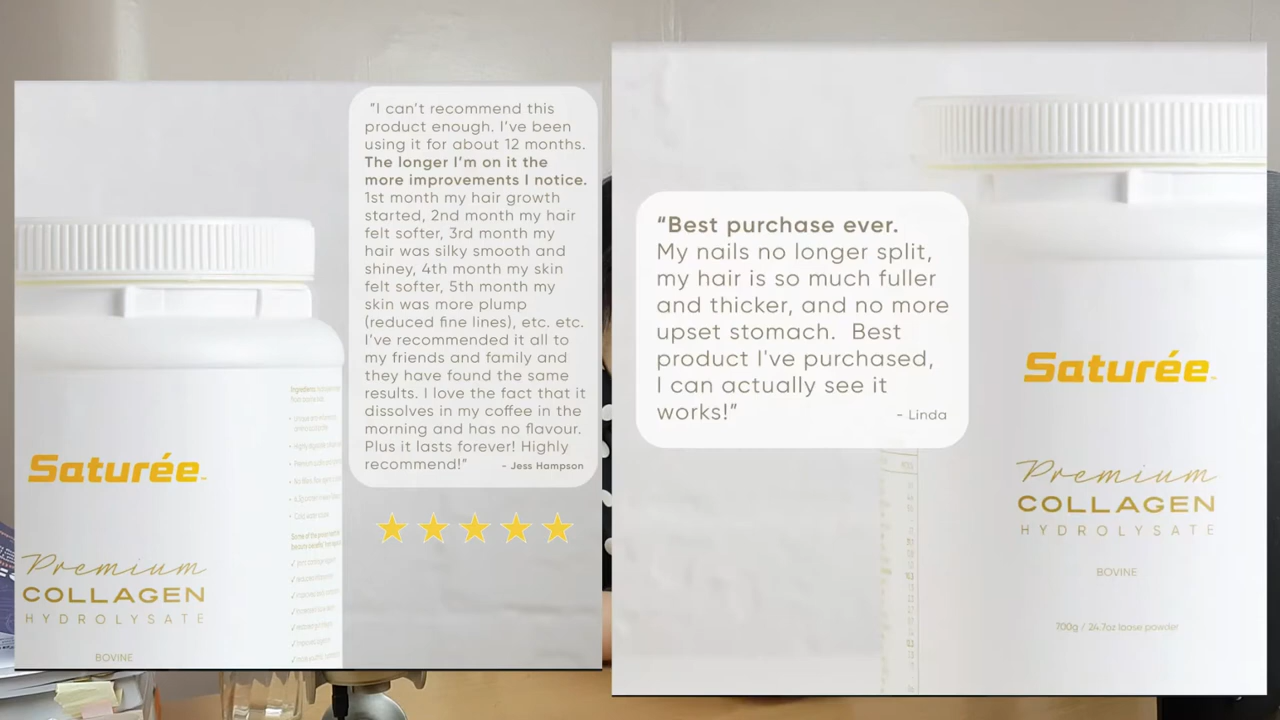 “I can’t recommend this
product enough. I’ve been
using it for about 12 months.
The longer I’m on it the
more improvements I notice.
1st month my hair growth
started, 2nd month my hair
felt softer, 3rd month my
hair was silky smooth and
shiney, 4th month my skin
felt softer, 5th month my
skin was more plump
(reduced fine lines), etc. etc.
I’ve recommended it all to
my friends and family and
they have found the same
results. I love the fact that it
dissolves in my coffee in the
morning and has no flavour.
Plus it lasts forever! Highly
recommend!” - Jess Hampson
Saturée
Premium
COLLAGEN
HYDROLYSATE
BOVINE
“Best purchase ever.
My nails no longer split,
my hair is so much fuller
and thicker, and no more
upset stomach. Best
product I've purchased,
I can actually see it
works!” - Linda
Saturée
Premium
COLLAGEN
HYDROLYSATE
BOVINE
700g / 24.7oz loose powder